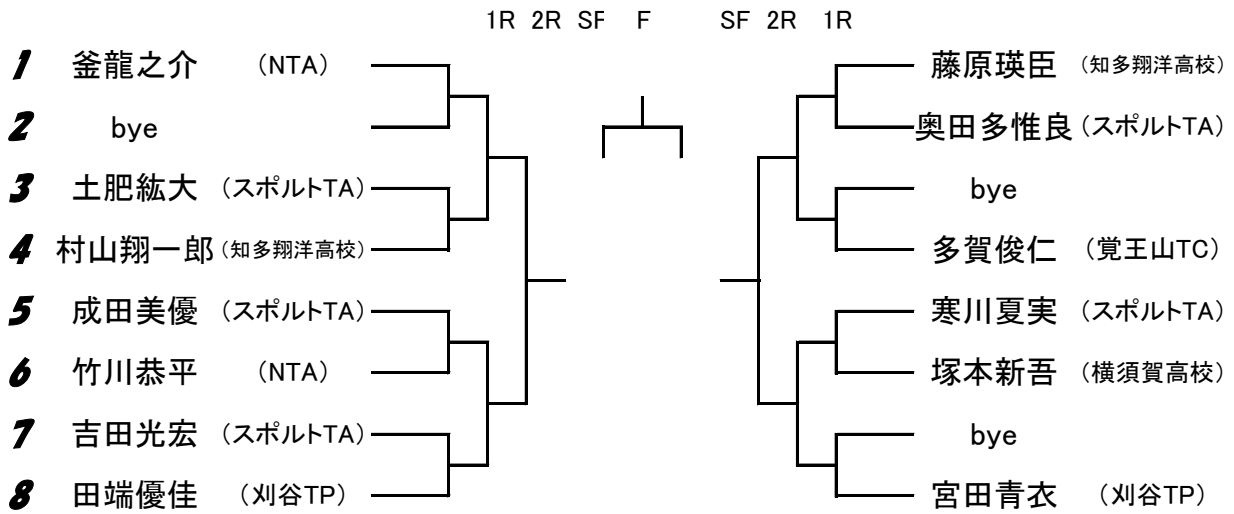 1R 2R SF F SF 2R 1R
1 釜龍之介 (NTA) 藤原瑛臣 (知多翔洋高校)
2 bye 奥田多惟良 (スポルトTA)
3 土肥紘大 (スポルトTA) bye
4 村山翔一郎 (知多翔洋高校) 多賀俊仁 (覚王山TC)
5 成田美優 (スポルトTA) 寒川夏実 (スポルトTA)
6 竹川恭平 (NTA) 塚本新吾 (横須賀高校)
7 吉田光宏 (スポルトTA) bye
8 田端優佳 (刈谷TP) 宮田青衣 (刈谷TP)